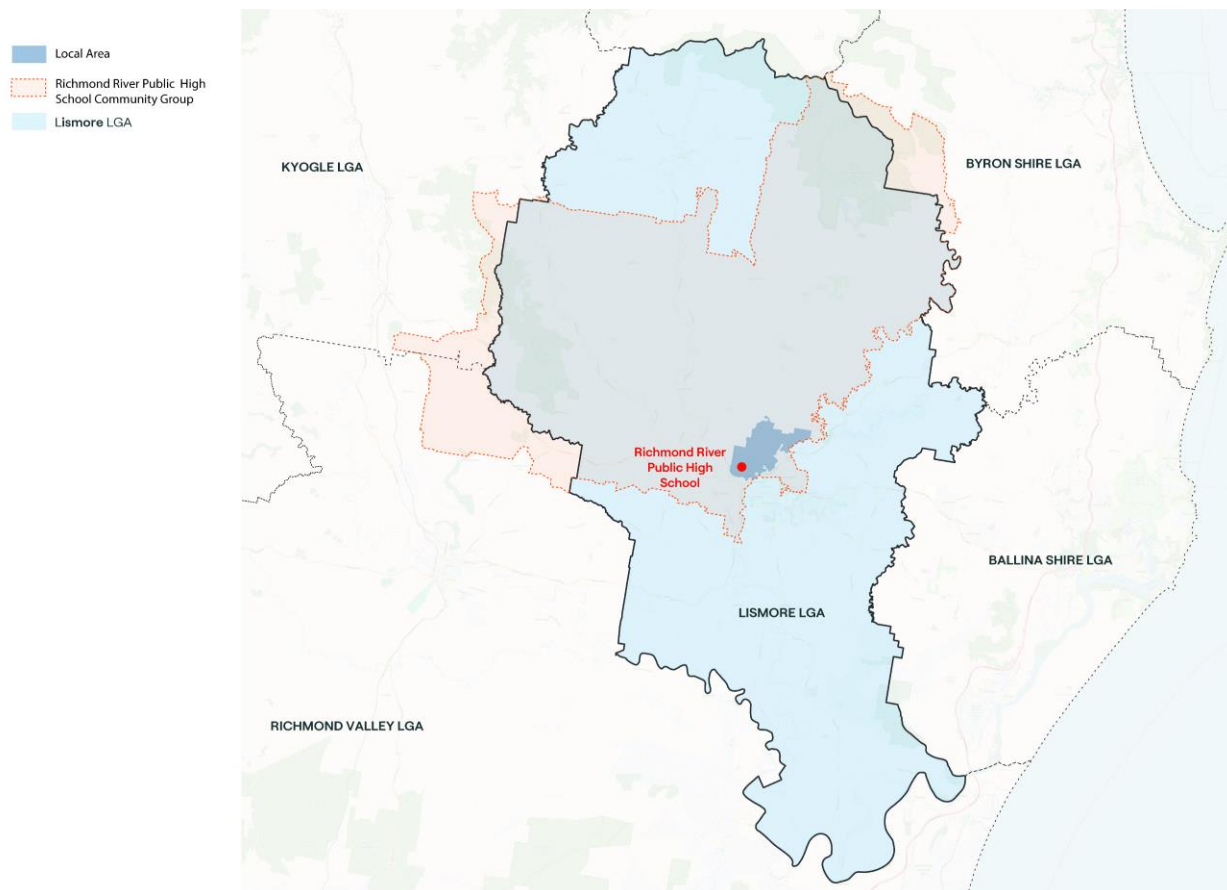 Local Area
Richmond River Public High
School Community Group
Lismore LGA
KYOGLE LGA
BYRON SHIRE LGA
Richmond River
Public High
School
BALLINA SHIRE LGA
LISMORE LGA
RICHMOND VALLEY LGA